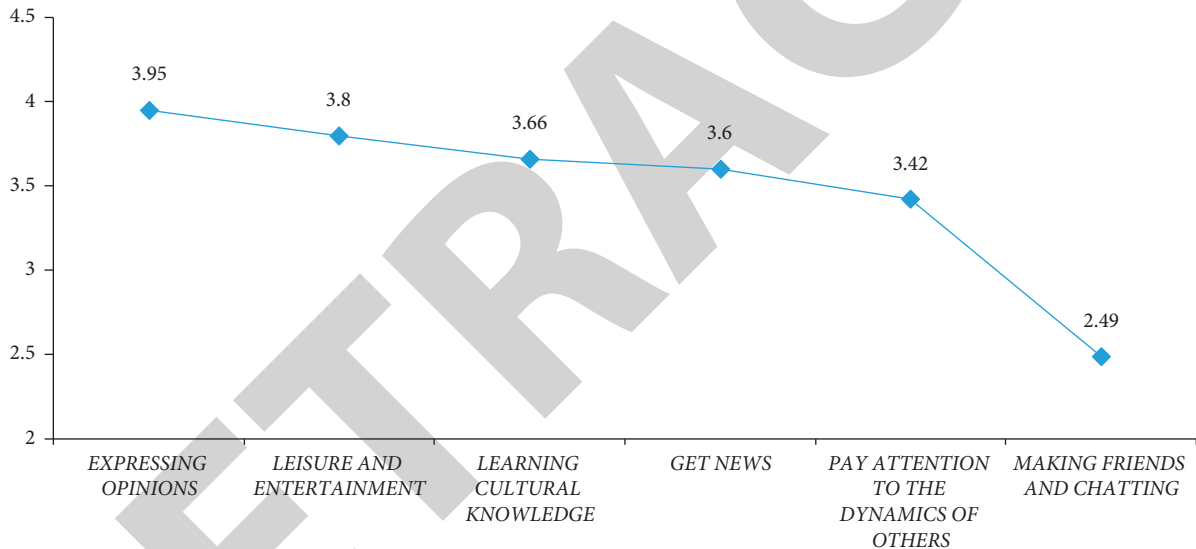 4.5
4
3.5
3
2.5
2
3.95
3.8
3.66
3.6
3.42
2.49
EXPRESSING
OPINIONS
LEISURE AND
ENTERTAINMENT
LEARNING
CULTURAL
KNOWLEDGE
GET NEWS
PAY ATTENTION
TO THE
DYNAMICS OF
OTHERS
MAKING FRIENDS
AND CHATTING
ETRAC